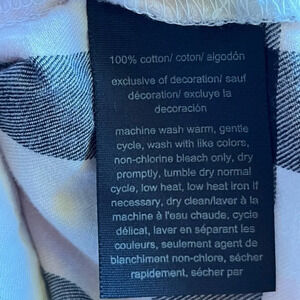 100% cotton/ coton/ algodón
exclusive of decoration/ sauf
décoration/ excluye la
decoración
machine wash warm, gentle
cycle, wash with like colors,
non-chlorine bleach only, dry
promptly, tumble dry normal
cycle, low heat, low heat iron if
necessary, dry clean/laver à la
machine à l'eau chaude, cycle
délicat, laver en séparant les
couleurs, seulement agent de
blanchiment non-chlore, sécher
rapidement, sécher par